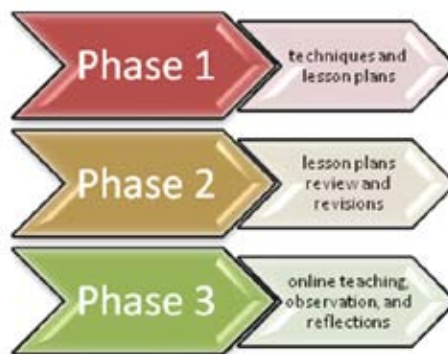 Phase 1
techniques and
lesson plans
Phase 2
lesson plans
review and
revisions
Phase 3
online teaching,
observation, and
reflections